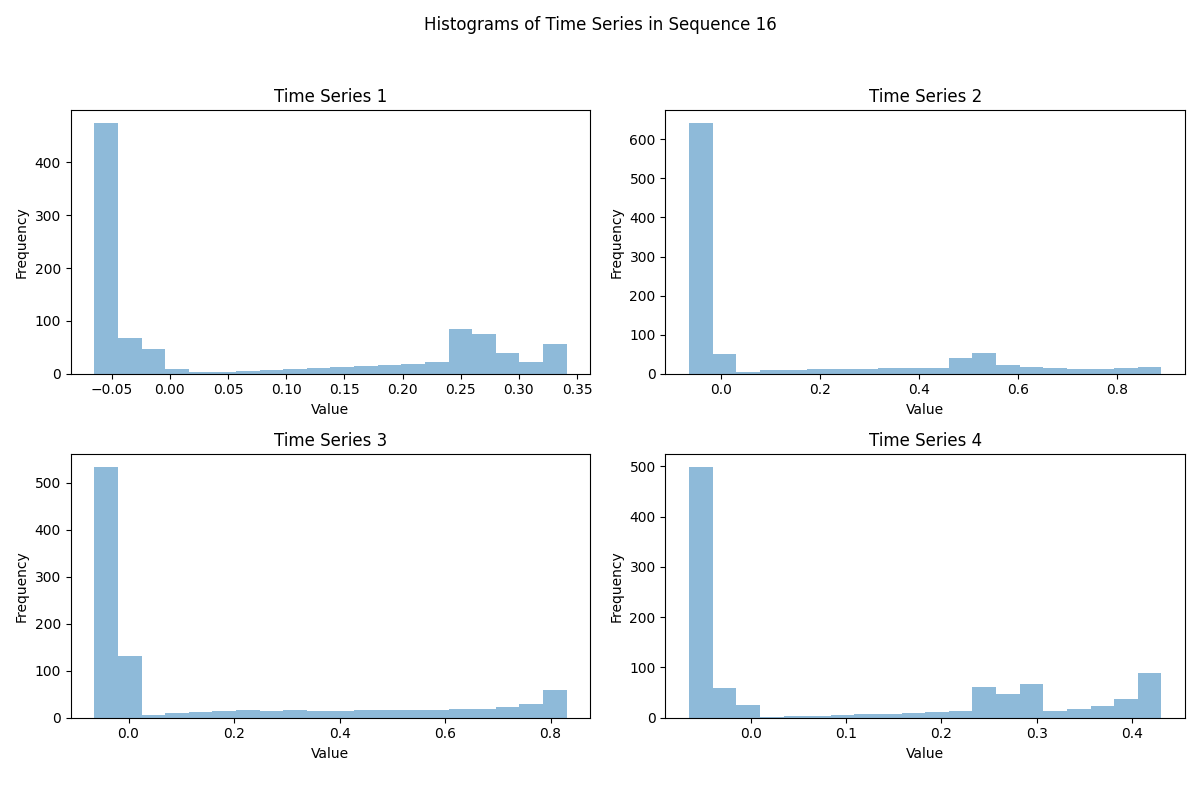 Histograms of Time Series in Sequence 16
Time Series 1
Frequency
400
300
200
100
0
−0.05 0.00 0.05 0.10 0.15 0.20 0.25 0.30 0.35
Value
Time Series 2
Frequency
600
500
400
300
200
100
0
0.0 0.2 0.4 0.6 0.8
Value
Time Series 3
Frequency
500
400
300
200
100
0
0.0 0.2 0.4 0.6 0.8
Value
Time Series 4
Frequency
500
400
300
200
100
0
0.0 0.1 0.2 0.3 0.4
Value